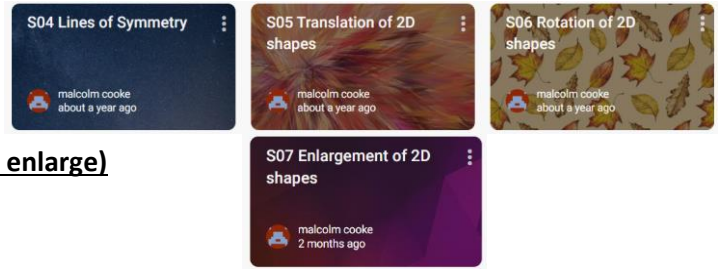 S04 Lines of Symmetry
malcolm cooke
about a year ago
S05 Translation of 2D
shapes
malcolm cooke
about a year ago
S06 Rotation of 2D
shapes
malcolm cooke
about a year ago
enlarge)
S07 Enlargement of 2D
shapes
malcolm cooke
2 months ago